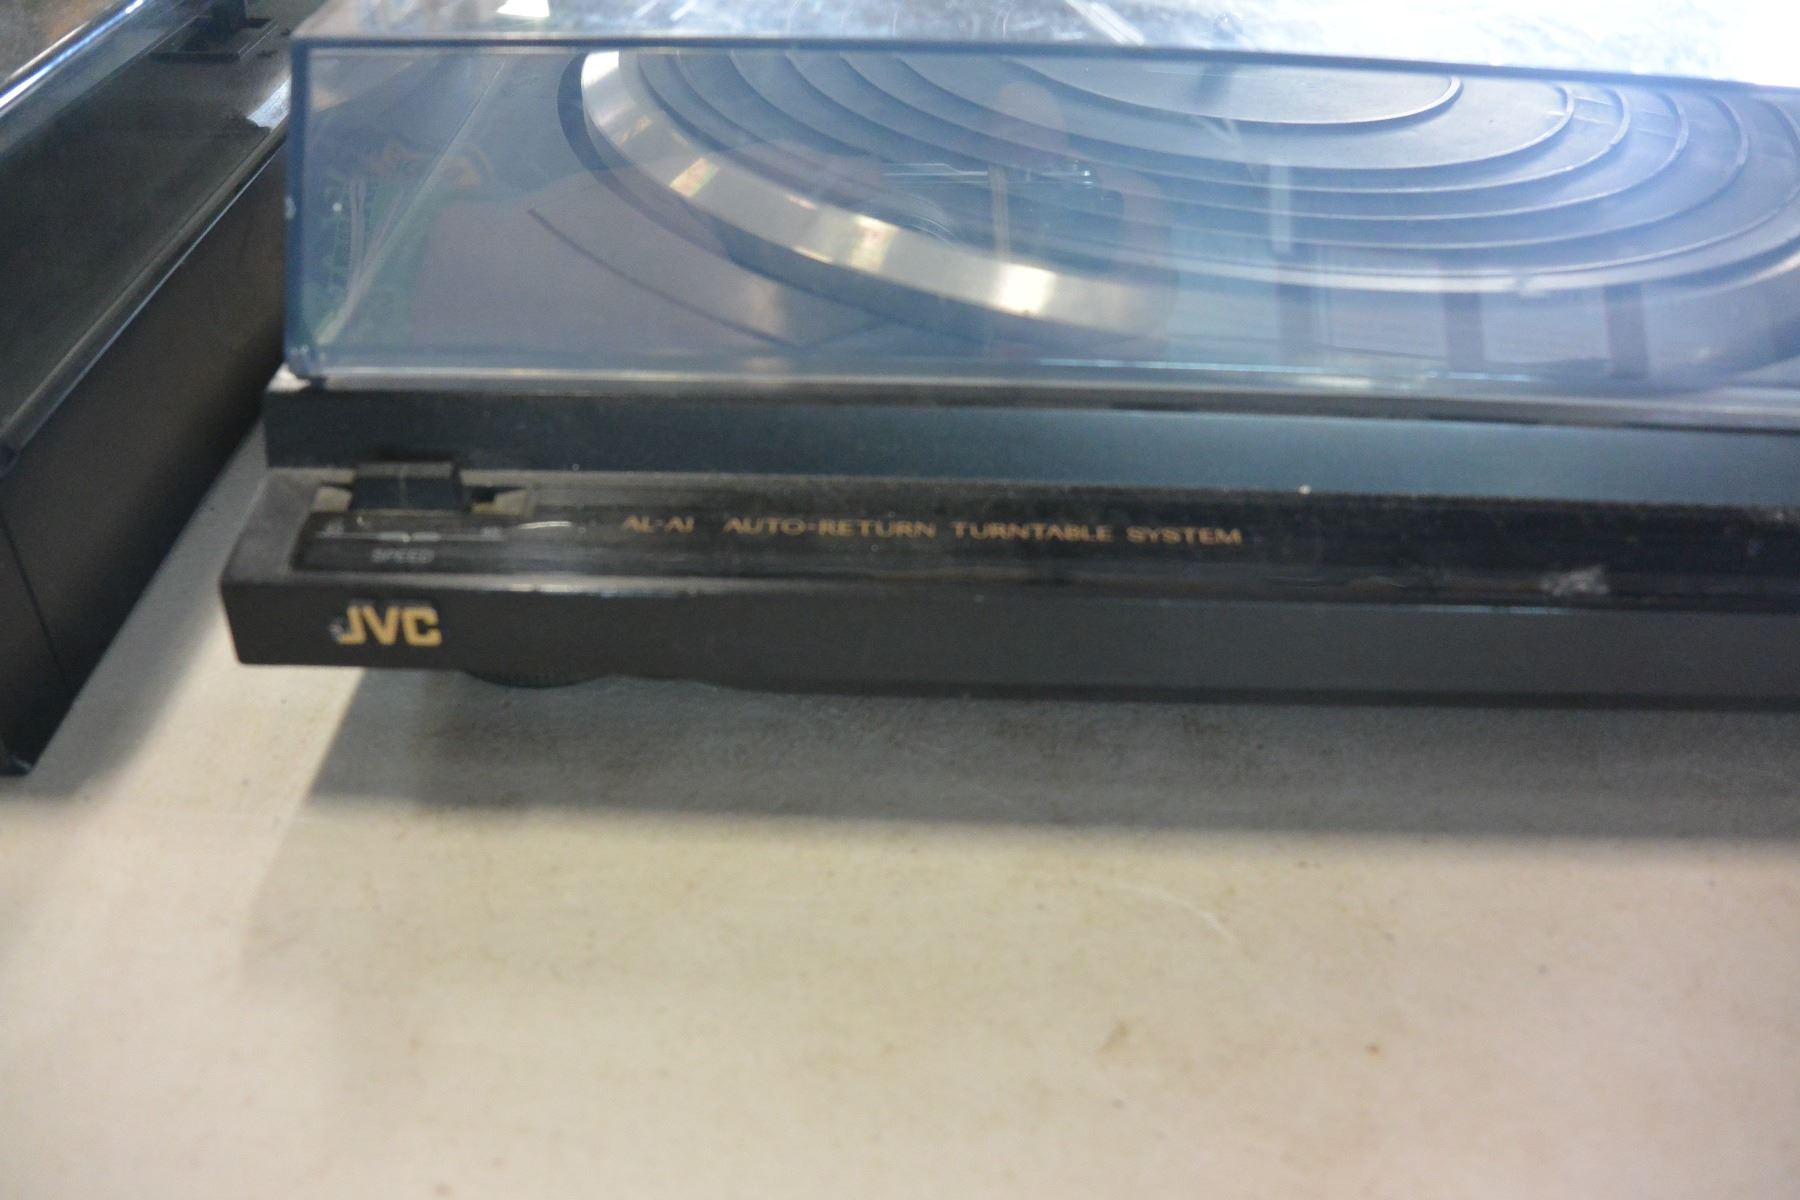 AL-A1 AUTO-RETURN TURNTABLE SYSTEM
SPEED
JVC